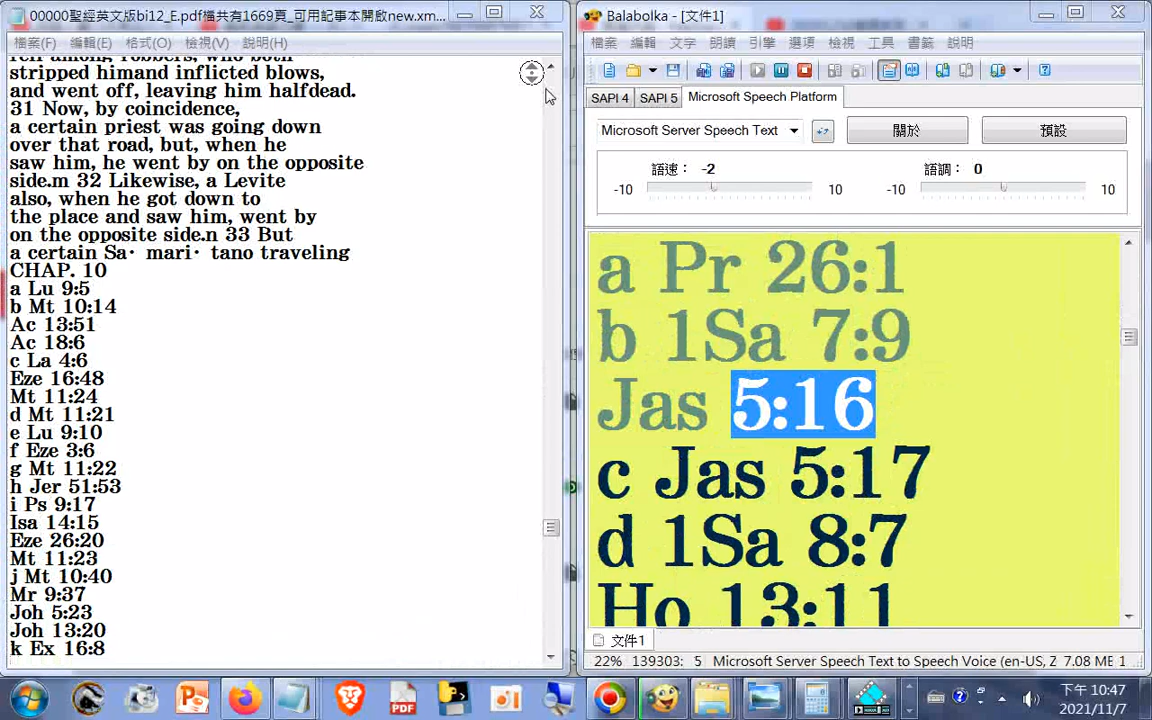 00000聖經英文版bi12_E.pdf檔共有1669頁_可用記事本開啟new.xm...
檔案(F) 編輯(E) 格式(O) 檢視(V) 說明(H)
fell among robbers, who both
stripped himand inflicted blows,
and went off, leaving him halfdead.
31 Now, by coincidence,
a certain priest was going down
over that road, but, when he
saw him, he went by on the opposite
side.m 32 Likewise, a Levite
also, when he got down to
the place and saw him, went by
on the opposite side.n 33 But
a certain Sa· mari· tano traveling
CHAP. 10
a Lu 9:5
b Mt 10:14
Ac 13:51
Ac 18:6
c La 4:6
Eze 16:48
Mt 11:24
d Mt 11:21
e Lu 9:10
f Eze 3:6
g Mt 11:22
h Jer 51:53
i Ps 9:17
Isa 14:15
Eze 26:20
Mt 11:23
j Mt 10:40
Mr 9:37
Joh 5:23
Joh 13:20
k Ex 16:8
Balabolka - [文件1]
檔案 編輯 文字 朗讀 引擎 選項 檢視 工具 書籤 說明
SAPI 4 SAPI 5 Microsoft Speech Platform
Microsoft Server Speech Text 關於 預設
語速： -2 語調： 0
-10 10 -10 10
a Pr 26:1
b 1Sa 7:9
Jas 5:16
c Jas 5:17
d 1Sa 8:7
Ho 13:11
文件1
22% 139303: 5 Microsoft Server Speech Text to Speech Voice (en-US, Z 7.08 MB 1
PDF
下午 10:47
2021/11/7